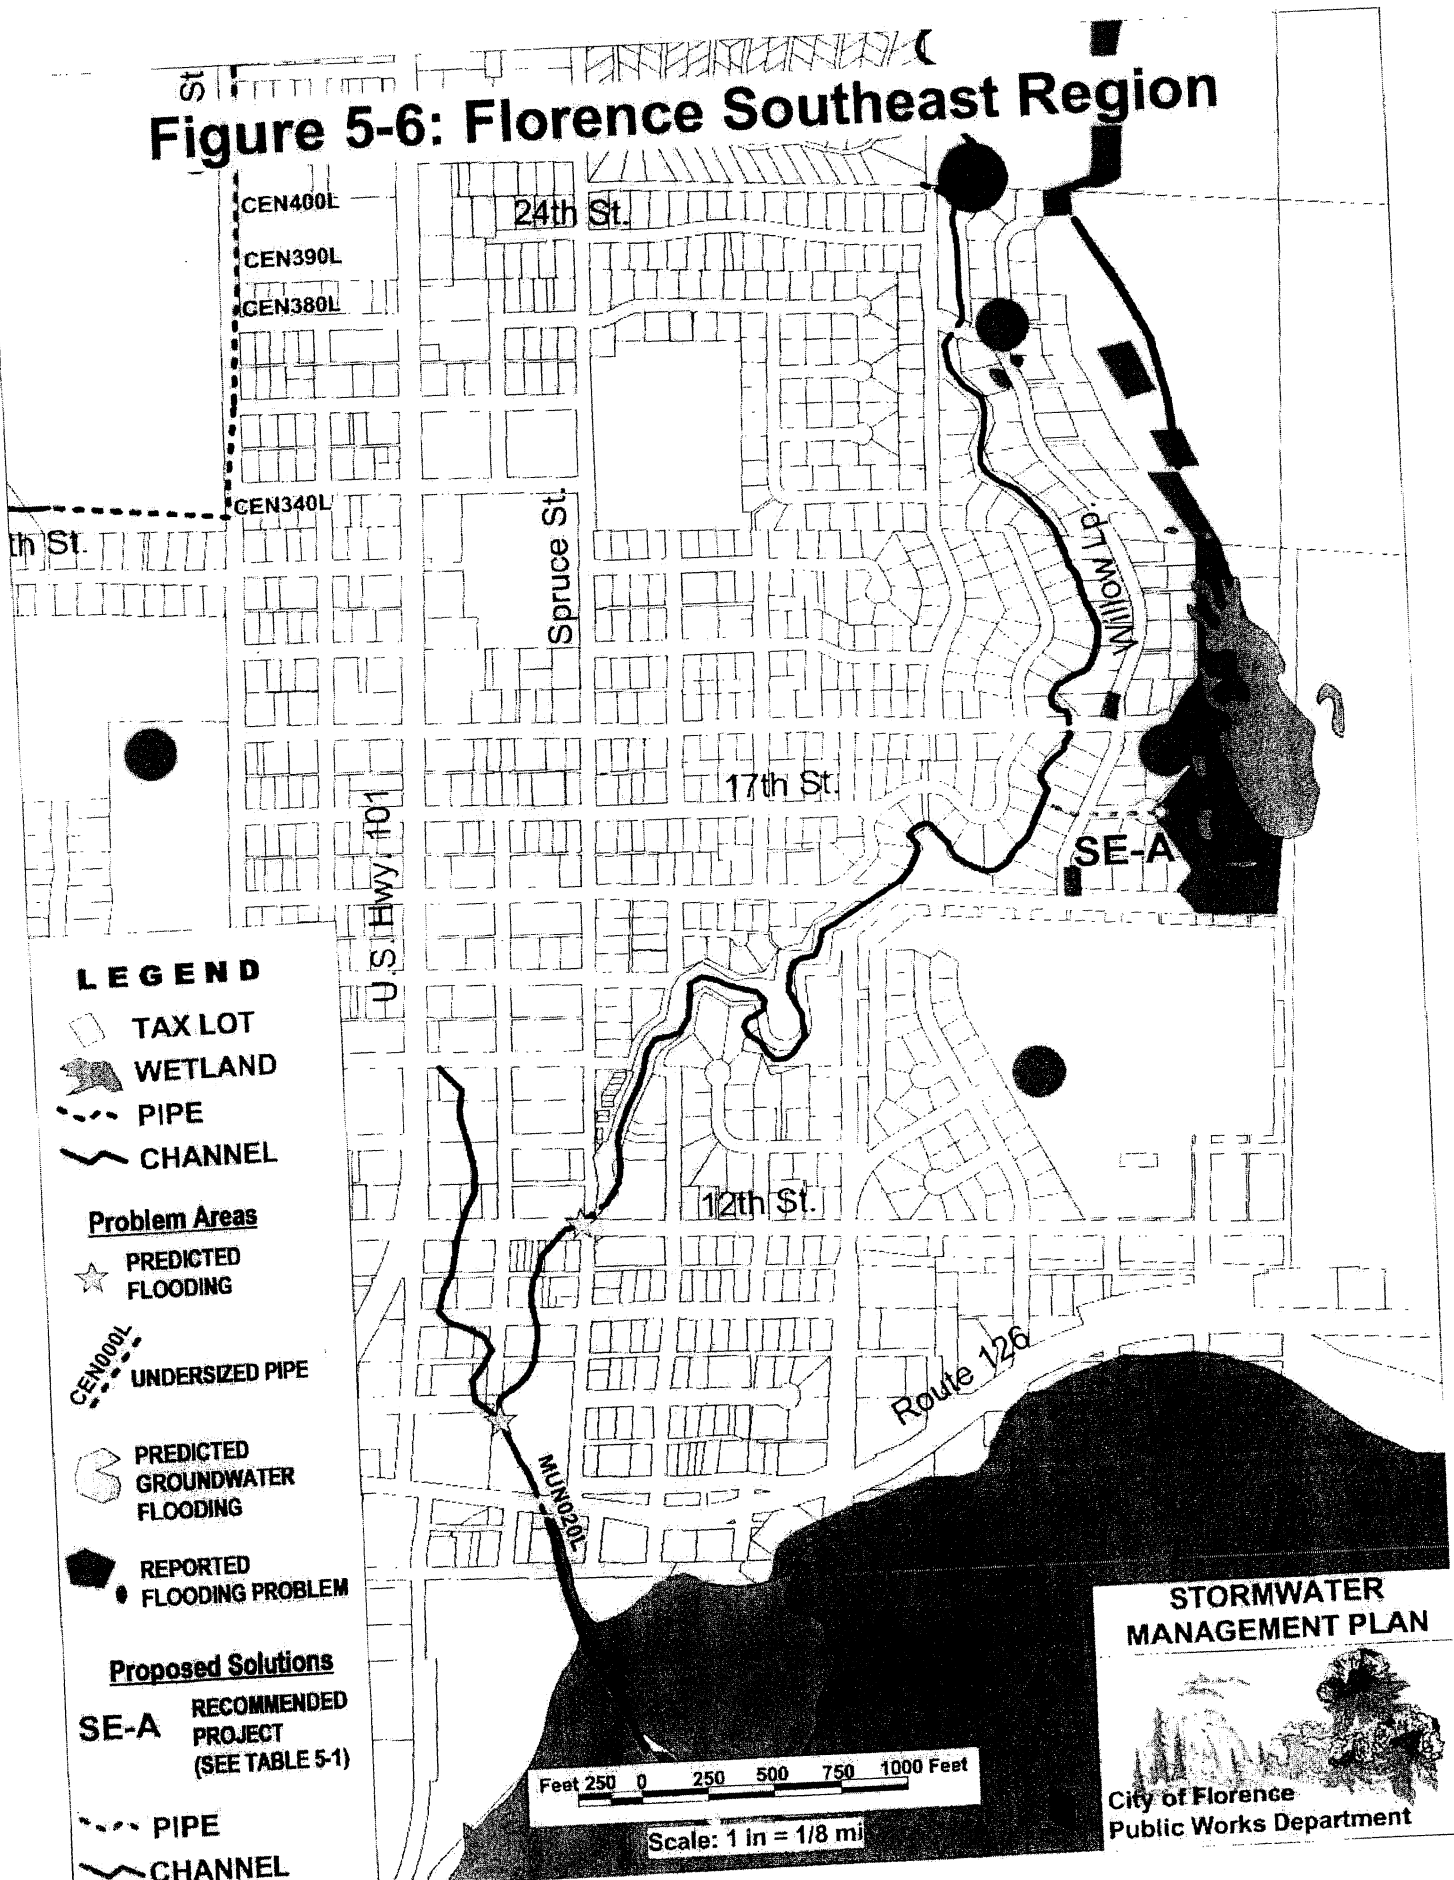 St
Figure 5-6: Florence Southeast Region
CEN400L
24th St.
CEN390L
CEN380L
CEN340L
th St.
Spruce St.
Willow Lp.
17th St.
U.S. Hwy. 101
SE-A
12th St.
Route 126
MUN020L
LEGEND
TAX LOT
WETLAND
PIPE
CHANNEL
Problem Areas
PREDICTED
FLOODING
CEN000L
UNDERSIZED PIPE
PREDICTED
GROUNDWATER
FLOODING
REPORTED
FLOODING PROBLEM
Proposed Solutions
SE-A
RECOMMENDED
PROJECT
(SEE TABLE 5-1)
PIPE
CHANNEL
Feet 250 0 250 500 750 1000 Feet
Scale: 1 in = 1/8 mi
STORMWATER
MANAGEMENT PLAN
City of Florence
Public Works Department